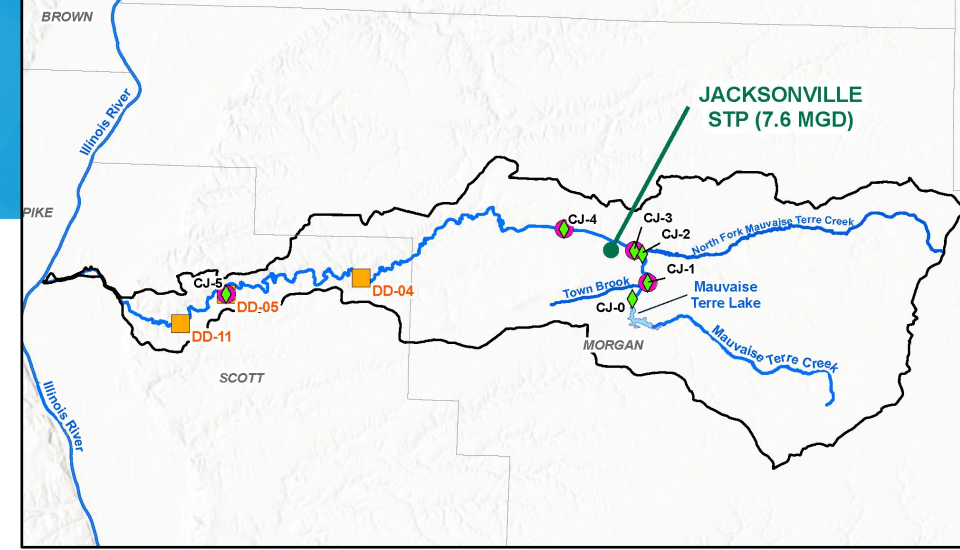 BROWN
Illinois River
JACKSONVILLE
STP (7.6 MGD)
PIKE
CJ-4
CJ-3
CJ-2
North Fork Mauvaise Terre Creek
CJ-5
DD-04
DD-05
DD-11
Town Brook
CJ-1
CJ-0
Mauvaise
Terre Lake
MORGAN
Mauvaise Terre Creek
SCOTT
Illinois River